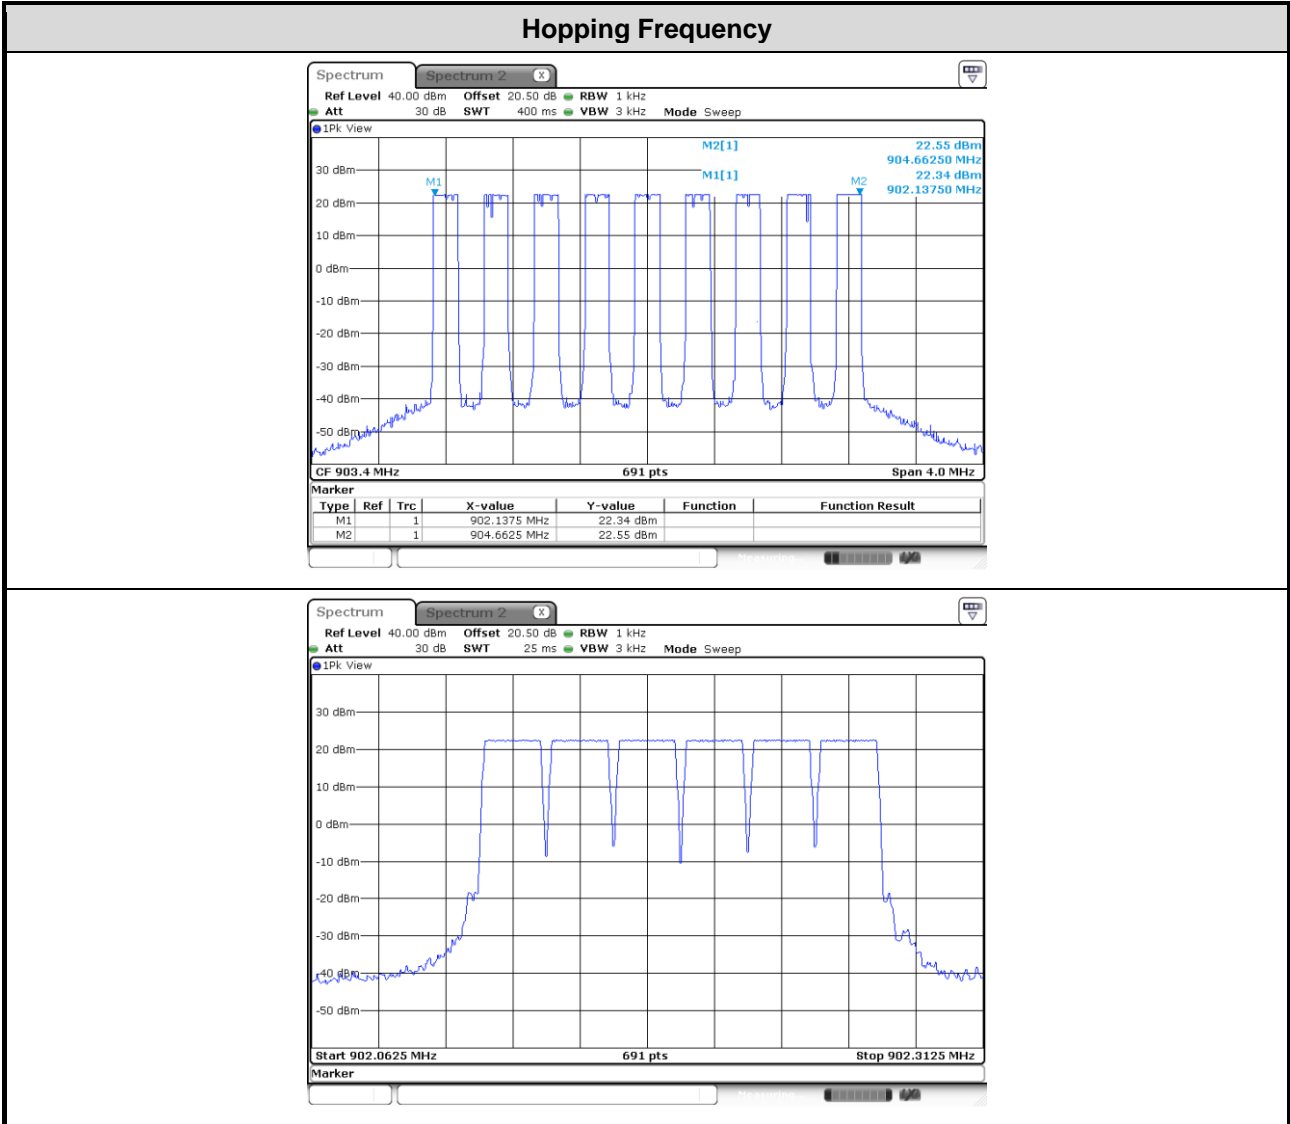 Hopping Frequency
Spectrum Spectrum 2 X
Ref Level 40.00 dBm Offset 20.50 dB RBW 1 kHz
Att 30 dB SWT 400 ms VBW 3 kHz Mode Sweep
1Pk View
M2[1] 22.55 dBm
904.66250 MHz
M1[1] 22.34 dBm
902.13750 MHz
M1 M2
30 dBm
20 dBm
10 dBm
0 dBm
-10 dBm
-20 dBm
-30 dBm
-40 dBm
-50 dBm
CF 903.4 MHz 691 pts Span 4.0 MHz
Marker
Type Ref Trc X-value Y-value Function Function Result
M1 1 902.1375 MHz 22.34 dBm
M2 1 904.6625 MHz 22.55 dBm
Measuring...
Spectrum Spectrum 2 X
Ref Level 40.00 dBm Offset 20.50 dB RBW 1 kHz
Att 30 dB SWT 25 ms VBW 3 kHz Mode Sweep
1Pk View
30 dBm
20 dBm
10 dBm
0 dBm
-10 dBm
-20 dBm
-30 dBm
-40 dBm
-50 dBm
Start 902.0625 MHz 691 pts Stop 902.3125 MHz
Marker
Measuring...